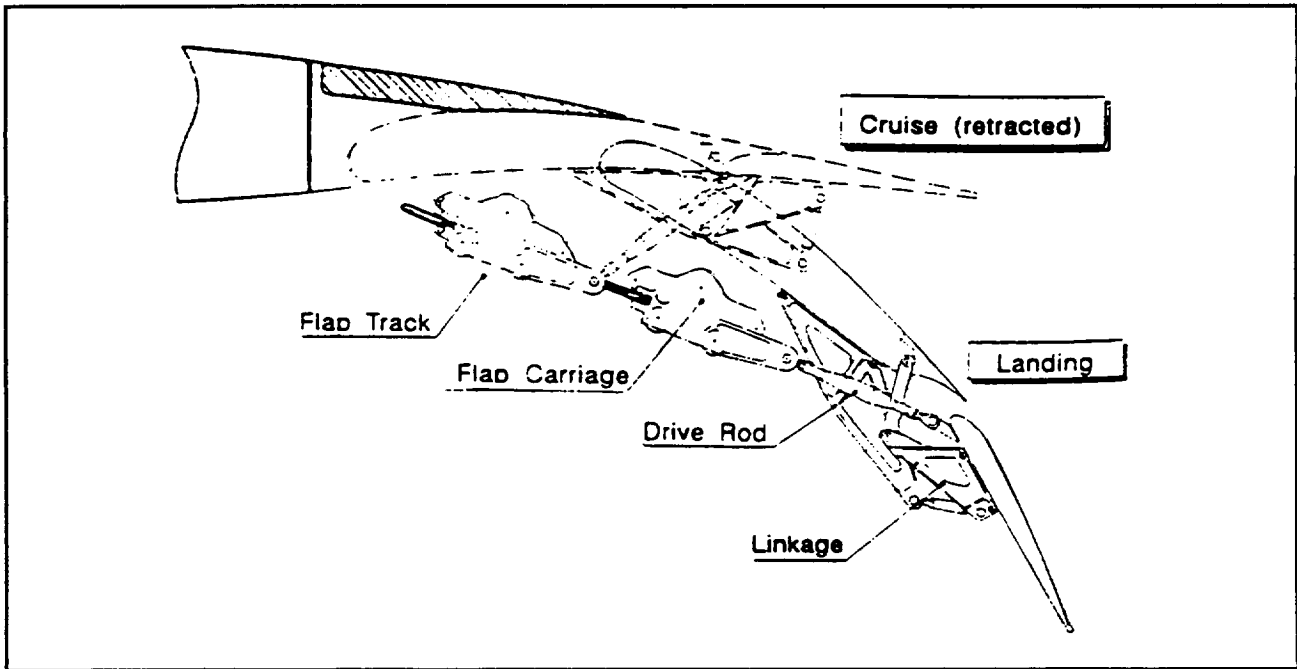 Cruise (retracted)
Flap Track
Flap Carriage
Landing
Drive Rod
Linkage